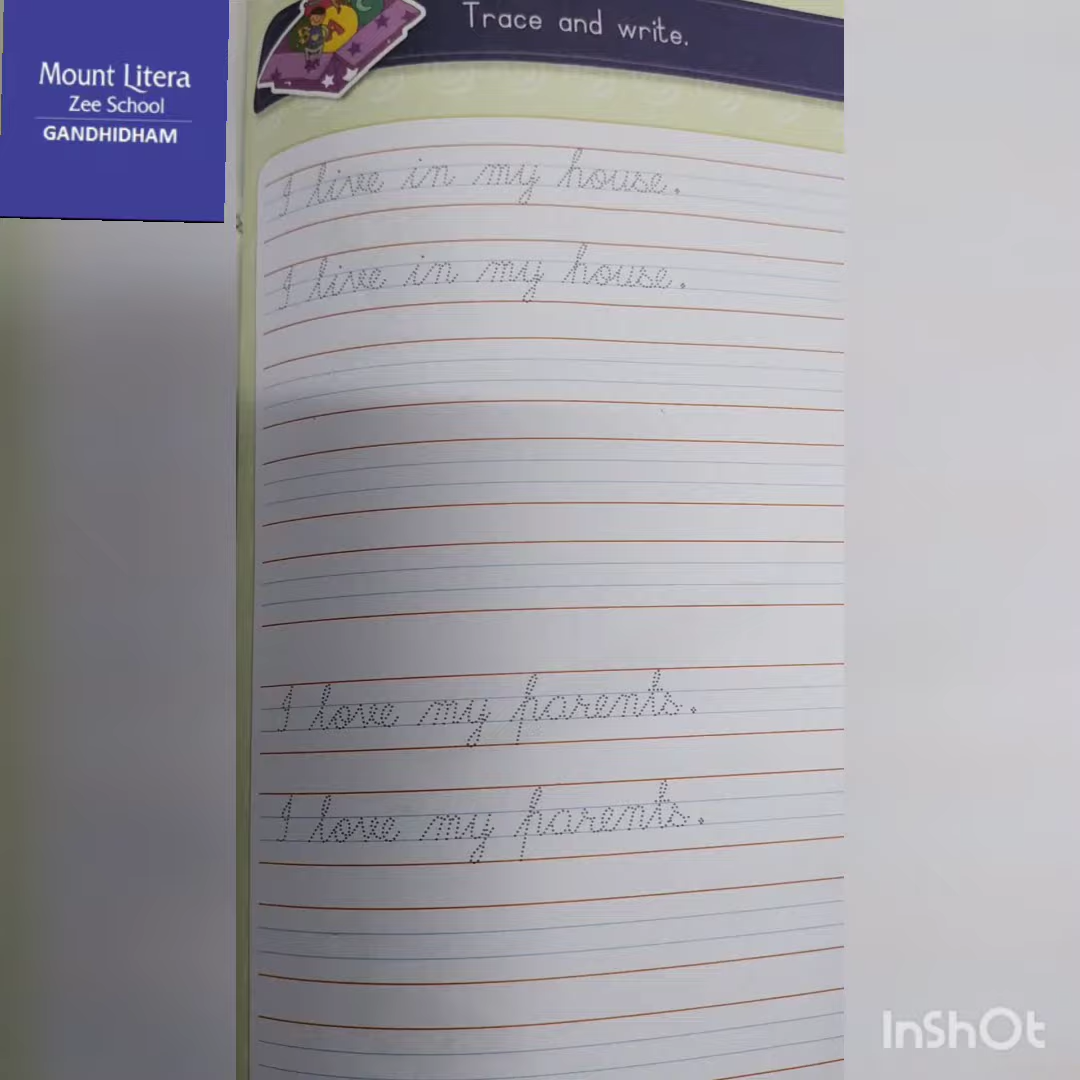 Mount Litera
Zee School
GANDHIDHAM
Trace and write.
I live in my house.
I live in my house.
I love my parents.
I love my parents.
InShOt